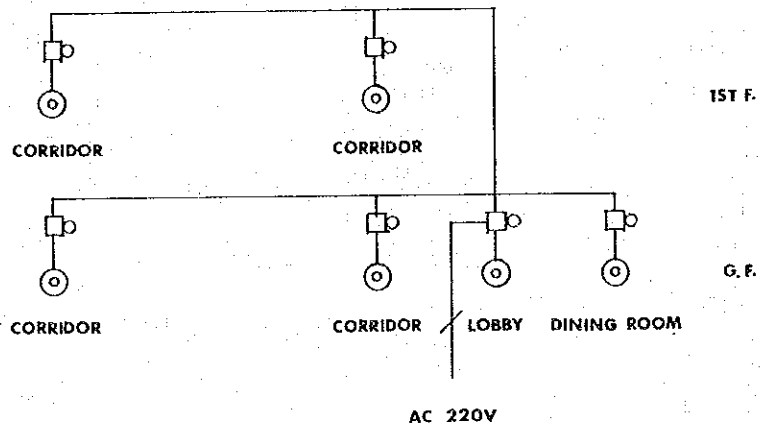 1ST F.
CORRIDOR
CORRIDOR
G.F.
CORRIDOR
CORRIDOR
LOBBY
DINING ROOM
AC 220V